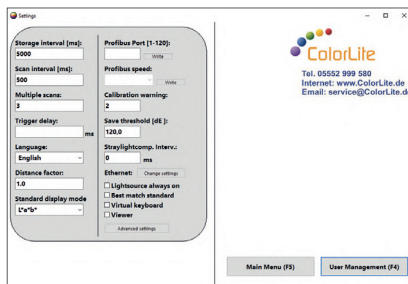 Settings
Storage interval [ms]:
5000
Scan interval [ms]:
500
Multiple scans:
3
Trigger delay:
ms
Language:
English
Distance factor:
1.0
Standard display mode
L*a*b*
Profibus Port [1-120]:
Write
Profibus speed:
Write
Calibration warning:
2
Save threshold [dE ]:
120,0
Straylightcomp. Interv.:
0 ms
Ethernet: Change settings
Lightsource always on
Best match standard
Virtual keyboard
Viewer
Advanced settings
ColorLite
Tel. 05552 999 580
Internet: www.ColorLite.de
Email: service@ColorLite.d
Main Menu (F5)
User Management (F4)